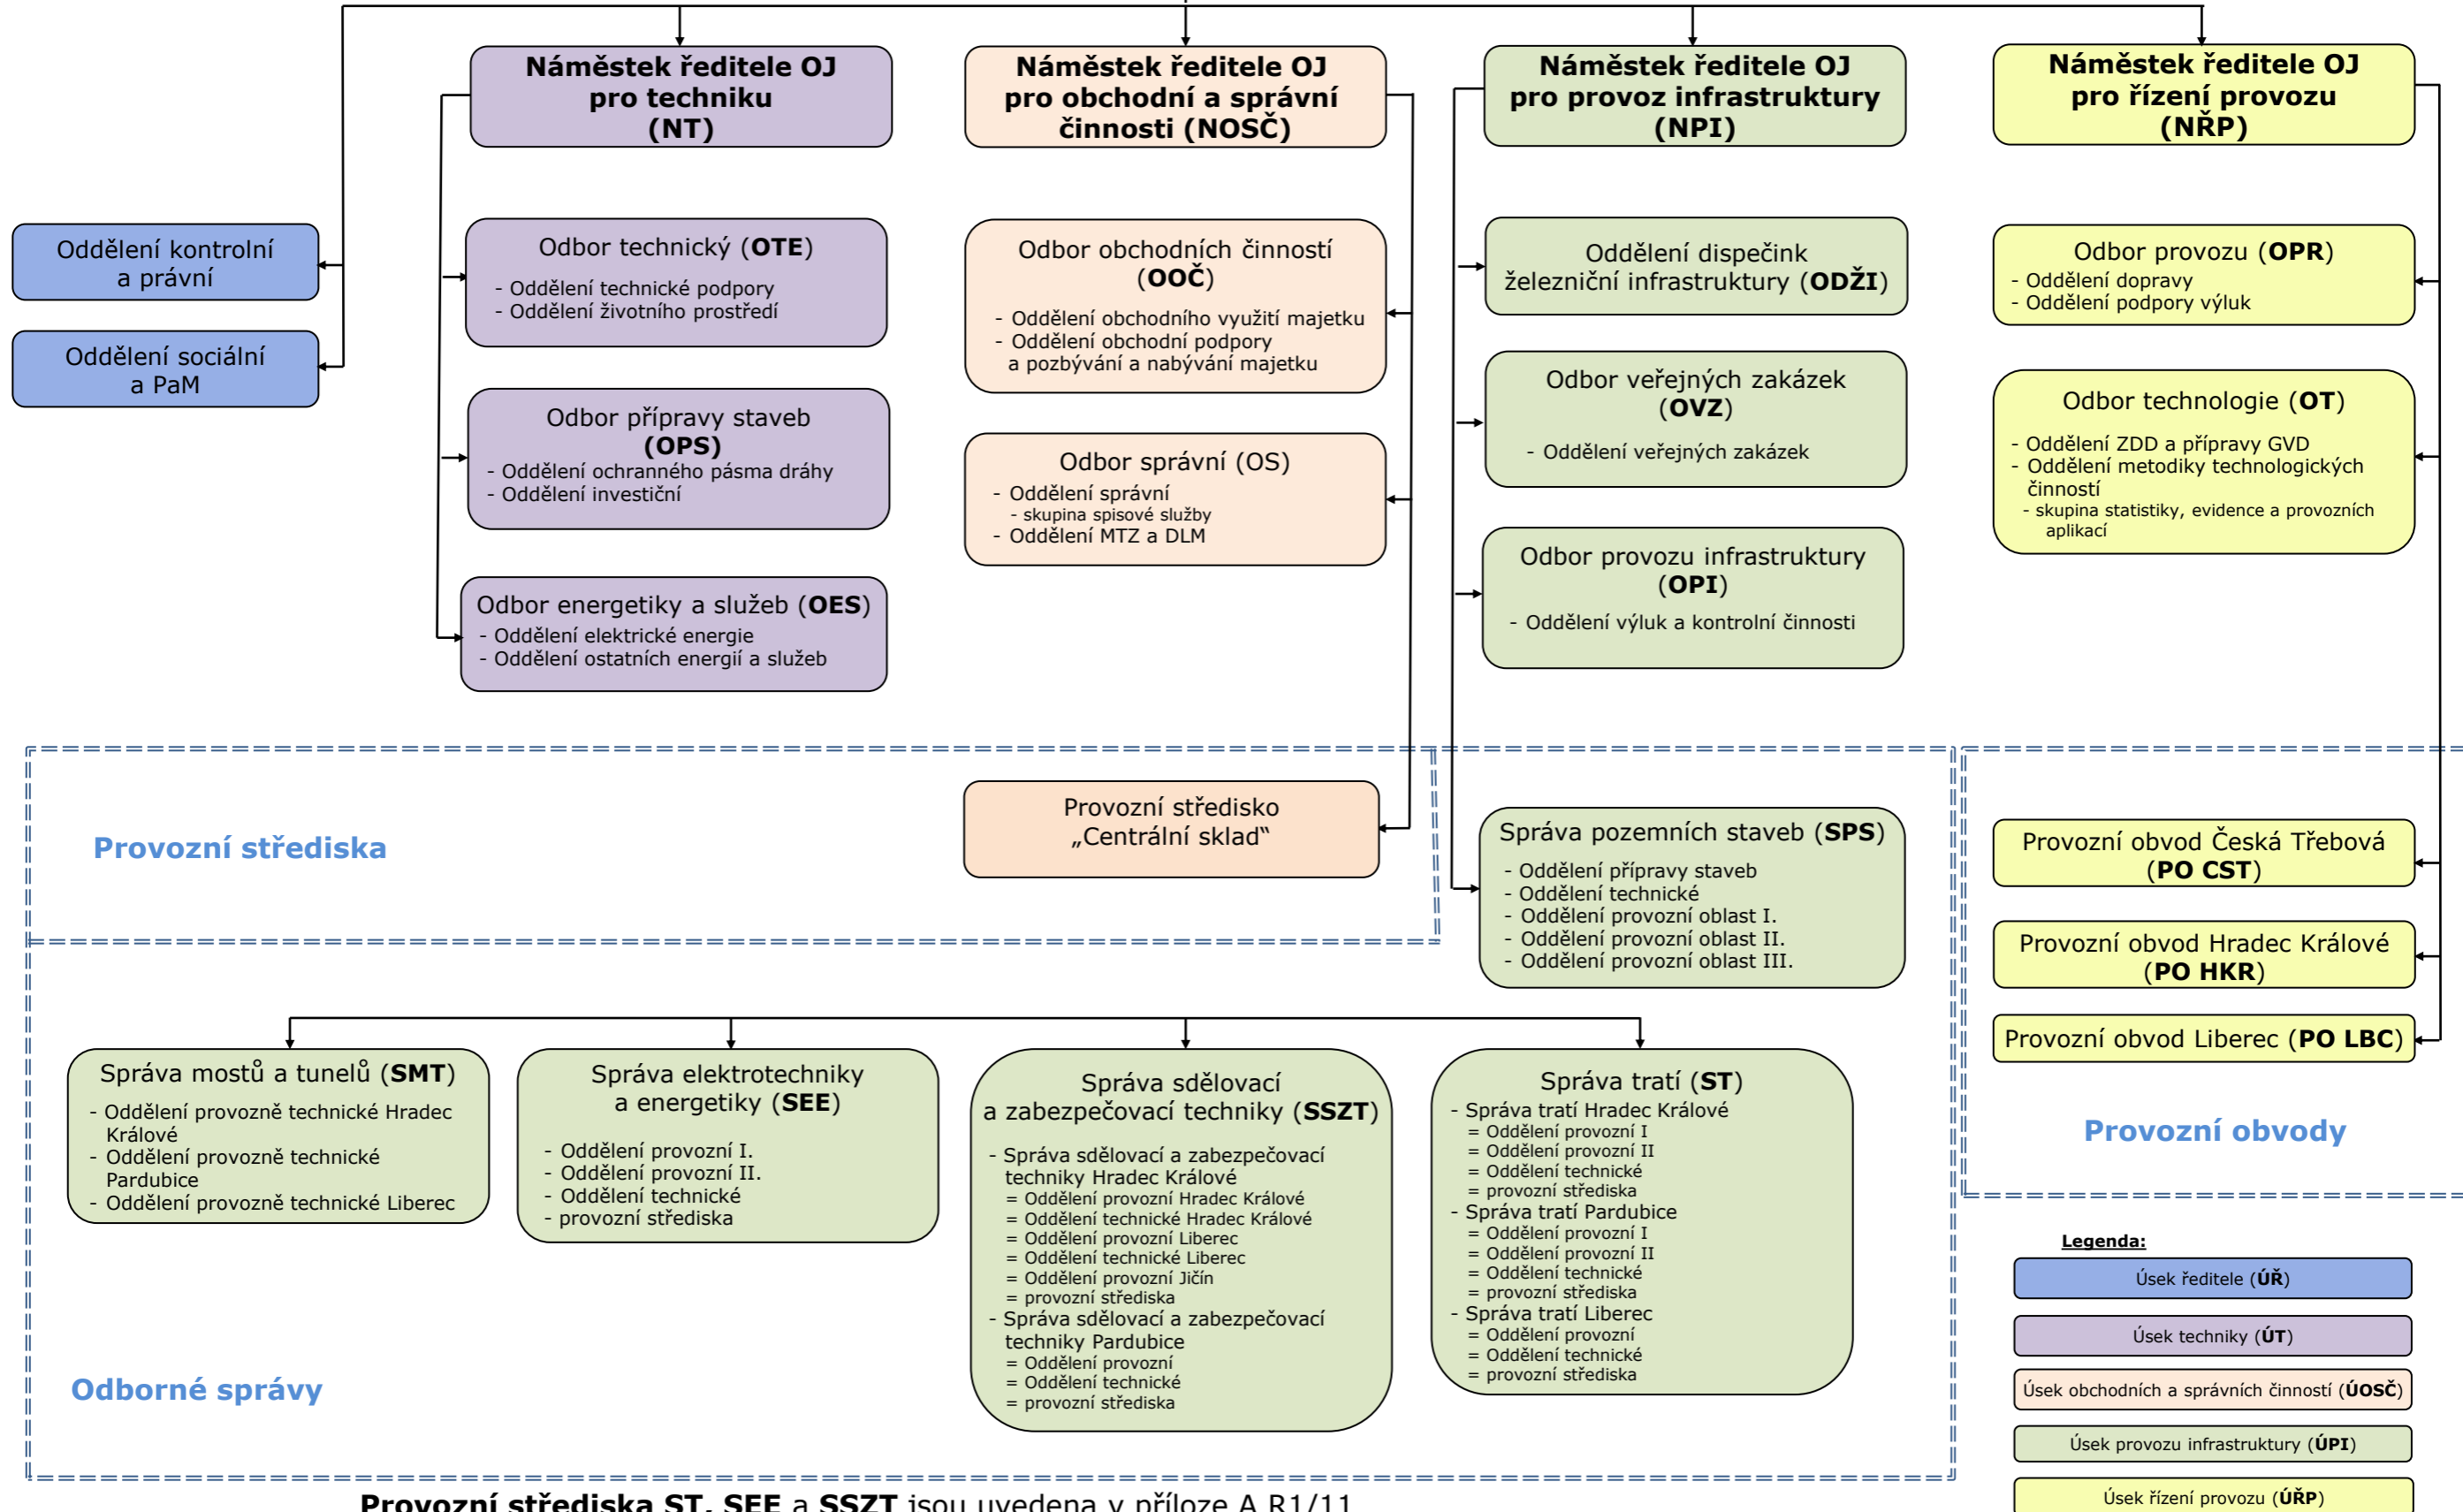 Náměstek ředitele OJ
pro techniku
(NT)
Náměstek ředitele OJ
pro obchodní a správní
činnosti (NOSČ)
Náměstek ředitele OJ
pro provoz infrastruktury
(NPI)
Náměstek ředitele OJ
pro řízení provozu
(NŘP)
Oddělení kontrolní
a právní
Oddělení sociální
a PaM
Odbor technický (OTE)
- Oddělení technické podpory
- Oddělení životního prostředí
Odbor přípravy staveb
(OPS)
- Oddělení ochranného pásma dráhy
- Oddělení investiční
Odbor energetiky a služeb (OES)
- Oddělení elektrické energie
- Oddělení ostatních energií a služeb
Odbor obchodních činností
(OOČ)
- Oddělení obchodního využití majetku
- Oddělení obchodní podpory
a pozbývání a nabývání majetku
Odbor správní (OS)
- Oddělení správní
- skupina spisové služby
- Oddělení MTZ a DLM
Oddělení dispečink
železniční infrastruktury (ODŽI)
Odbor veřejných zakázek
(OVZ)
- Oddělení veřejných zakázek
Odbor provozu infrastruktury
(OPI)
- Oddělení výluk a kontrolní činnosti
Odbor provozu (OPR)
- Oddělení dopravy
- Oddělení podpory výluk
Odbor technologie (OT)
- Oddělení ZDD a přípravy GVD
- Oddělení metodiky technologických
činností
- skupina statistiky, evidence a provozních
aplikací
Provozní střediska
Provozní středisko
„Centrální sklad“
Správa pozemních staveb (SPS)
- Oddělení přípravy staveb
- Oddělení technické
- Oddělení provozní oblast I.
- Oddělení provozní oblast II.
- Oddělení provozní oblast III.
Provozní obvod Česká Třebová
(PO CST)
Provozní obvod Hradec Králové
(PO HKR)
Provozní obvod Liberec (PO LBC)
Provozní obvody
Správa mostů a tunelů (SMT)
- Oddělení provozně technické Hradec
Králové
- Oddělení provozně technické
Pardubice
- Oddělení provozně technické Liberec
Správa elektrotechniky
a energetiky (SEE)
- Oddělení provozní I.
- Oddělení provozní II.
- Oddělení technické
- provozní střediska
Správa sdělovací
a zabezpečovací techniky (SSZT)
- Správa sdělovací a zabezpečovací
techniky Hradec Králové
= Oddělení provozní Hradec Králové
= Oddělení technické Hradec Králové
= Oddělení provozní Liberec
= Oddělení technické Liberec
= Oddělení provozní Jičín
= provozní střediska
- Správa sdělovací a zabezpečovací
techniky Pardubice
= Oddělení provozní
= Oddělení technické
= provozní střediska
Správa tratí (ST)
- Správa tratí Hradec Králové
= Oddělení provozní I
= Oddělení provozní II
= Oddělení technické
= provozní střediska
- Správa tratí Pardubice
= Oddělení provozní I
= Oddělení provozní II
= Oddělení technické
= provozní střediska
- Správa tratí Liberec
= Oddělení provozní
= Oddělení technické
= provozní střediska
Odborné správy
Legenda:
Úsek ředitele (ÚŘ)
Úsek techniky (ÚT)
Úsek obchodních a správních činností (ÚOSČ)
Úsek provozu infrastruktury (ÚPI)
Úsek řízení provozu (ÚŘP)
Provozní střediska ST, SEE a SSZT jsou uvedena v příloze A R1/11